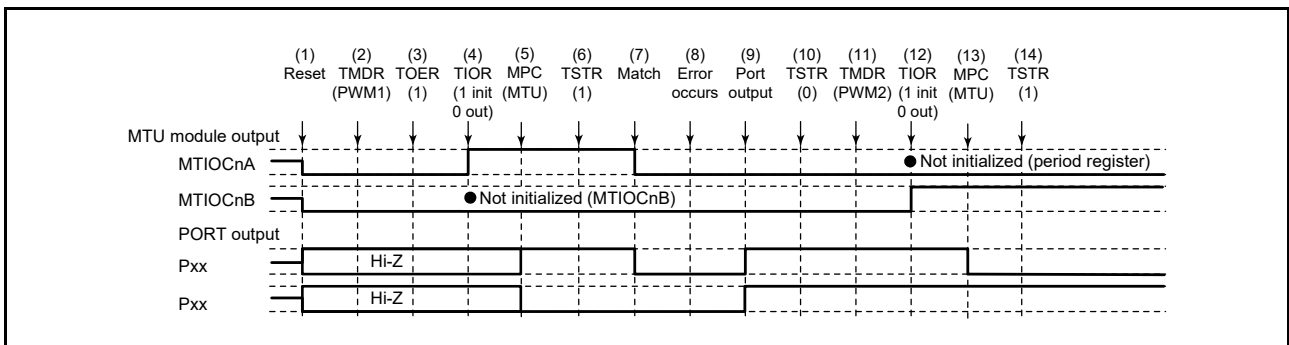 (1) (2) (3) (4) (5) (6) (7) (8) (9) (10) (11) (12) (13) (14)
Reset TMDR TOER TIOR MPC TSTR Match Error Port TSTR TMDR TIOR MPC TSTR
(PWM1) (1) (1 init (MTU) (1) occurs output (0) (PWM2) (1 init (MTU) (1)
0 out) 0 out)
MTU module output
MTIOCnA ● Not initialized (period register)
MTIOCnB ● Not initialized (MTIOCnB)
PORT output
Pxx Hi-Z
Pxx Hi-Z